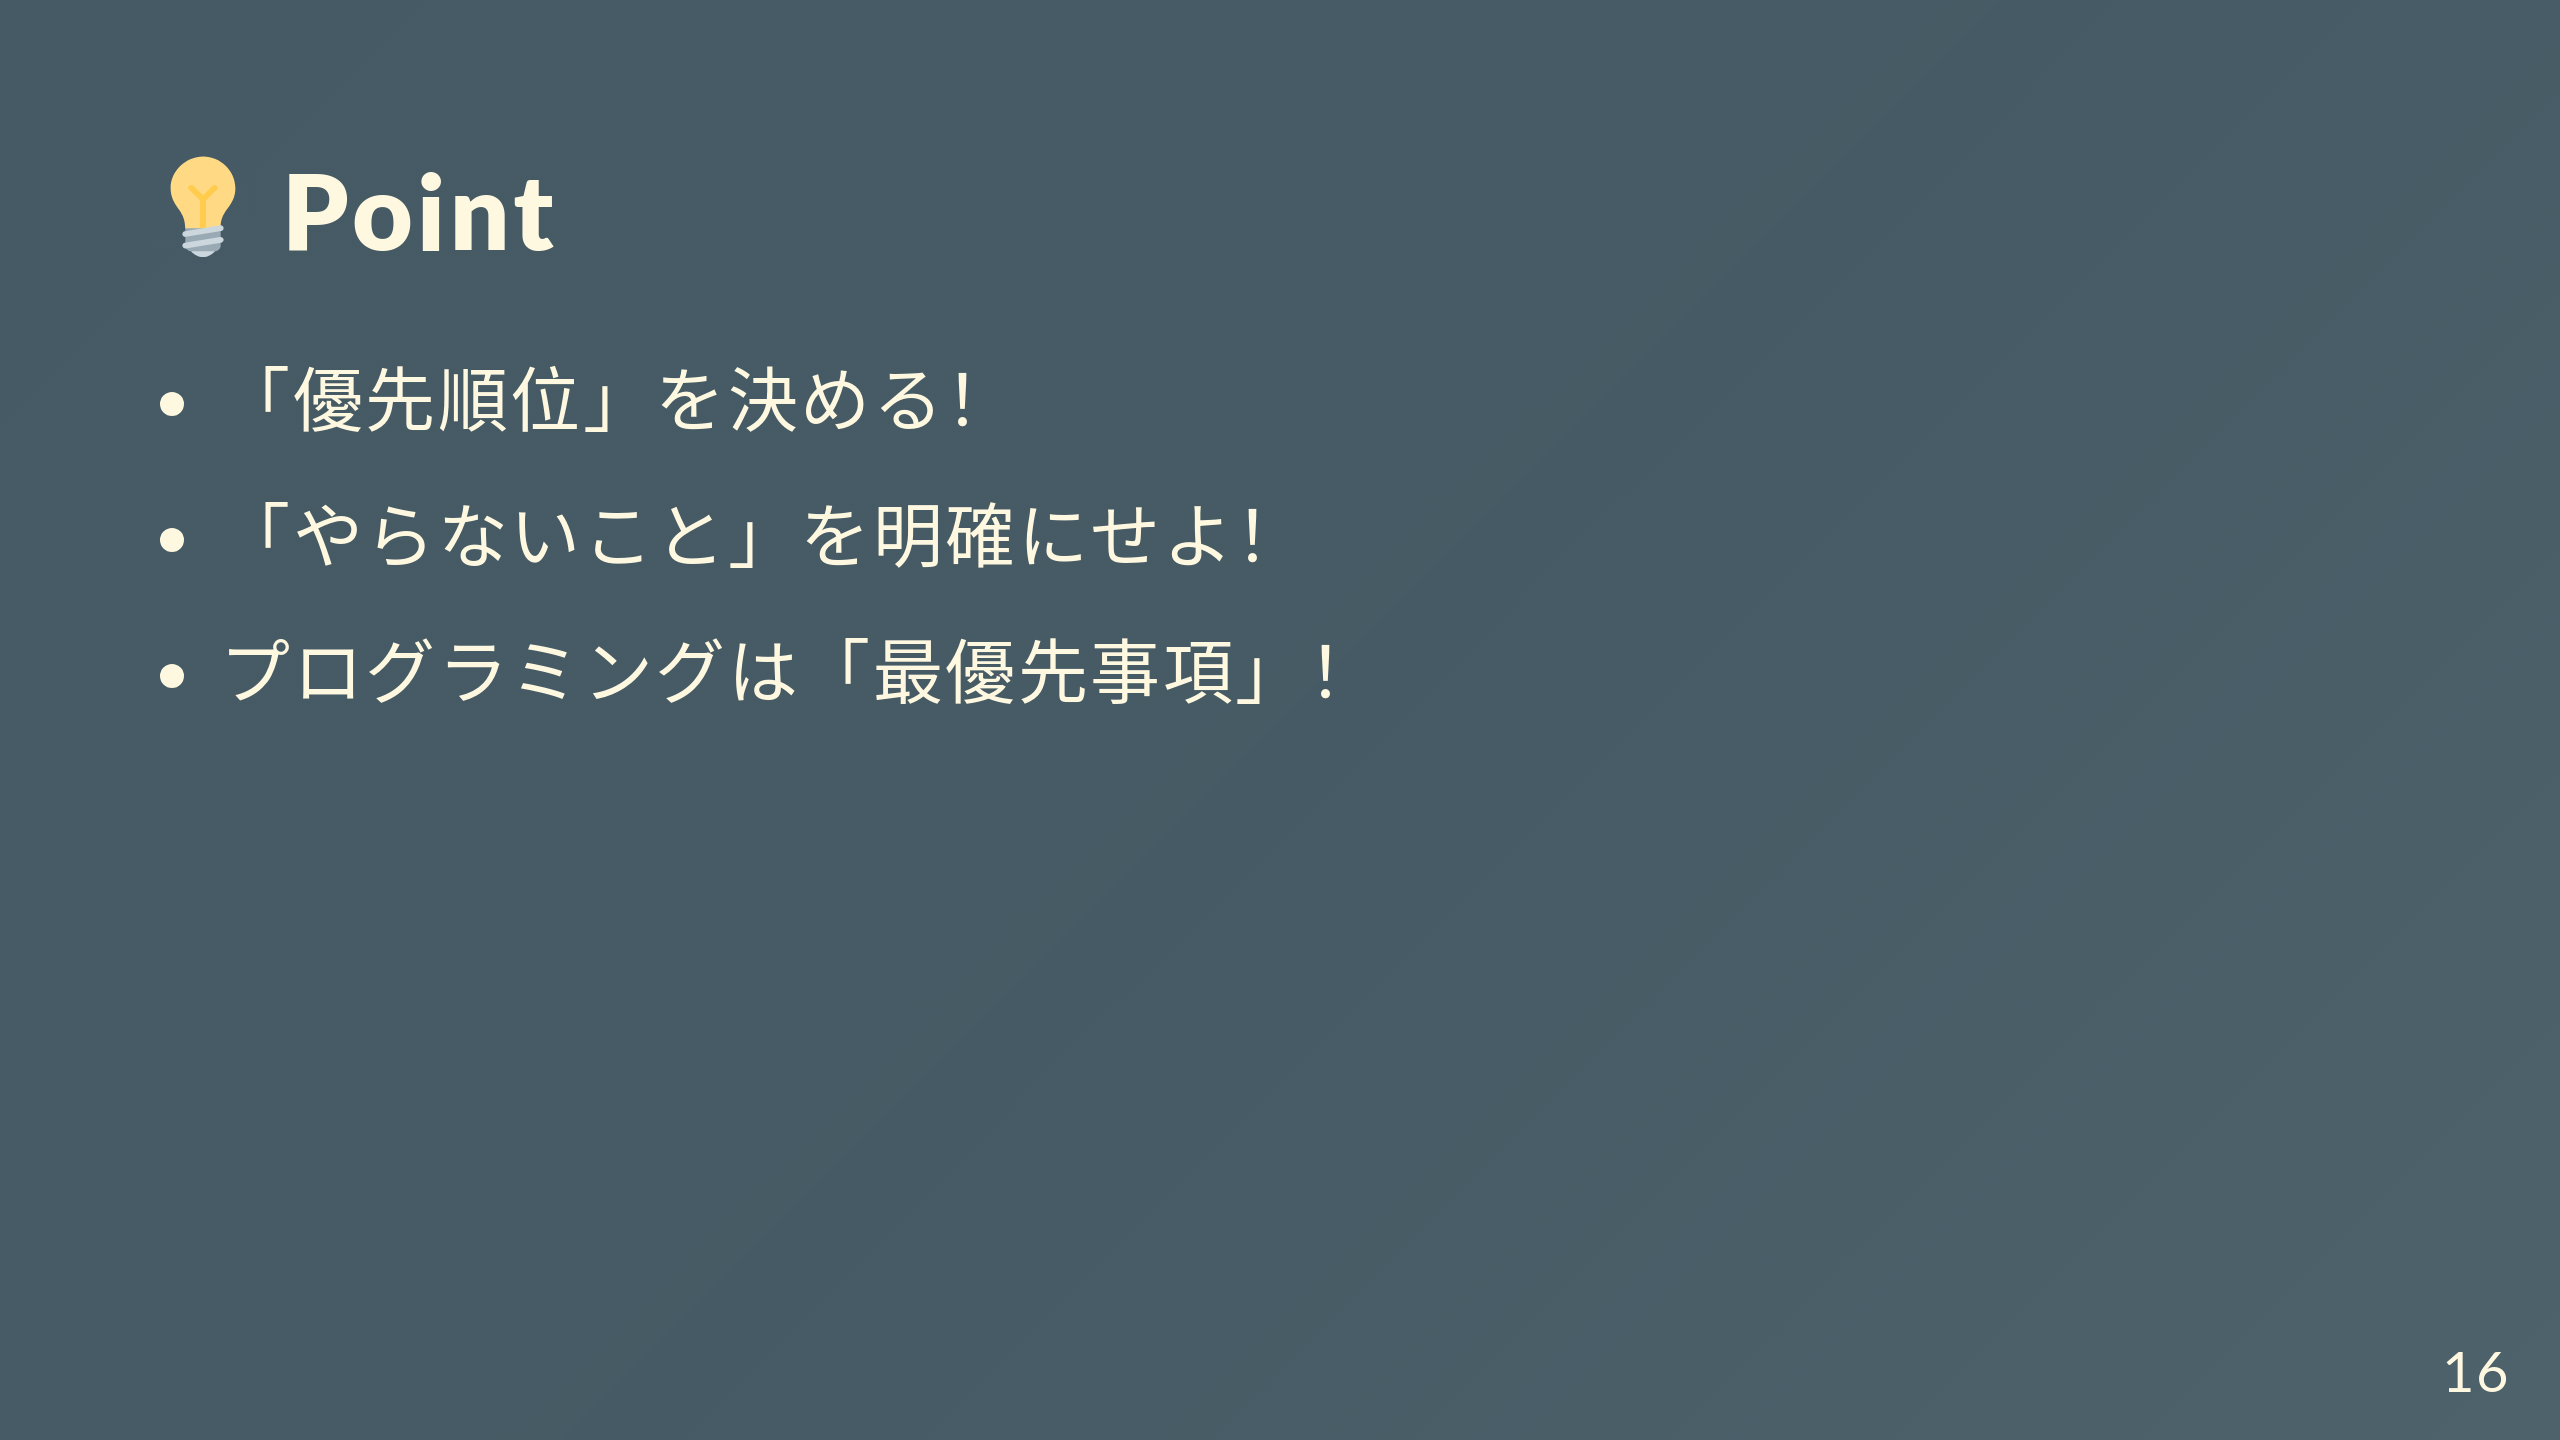 Point
• 「優先順位」を決める!
• 「やらないこと」を明確にせよ!
• プログラミングは「最優先事項」!
16